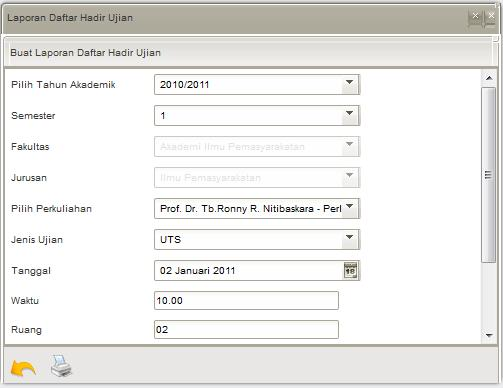 Laporan Daftar Hadir Ujian
Buat Laporan Daftar Hadir Ujian
Pilih Tahun Akademik 2010/2011
Semester 1
Fakultas Akademi Ilmu Pemasyarakatan
Jurusan Ilmu Pemasyarakatan
Pilih Perkuliahan Prof. Dr. Tb.Ronny R. Nitibaskara - Perl
Jenis Ujian UTS
Tanggal 02 Januari 2011
Waktu 10.00
Ruang 02